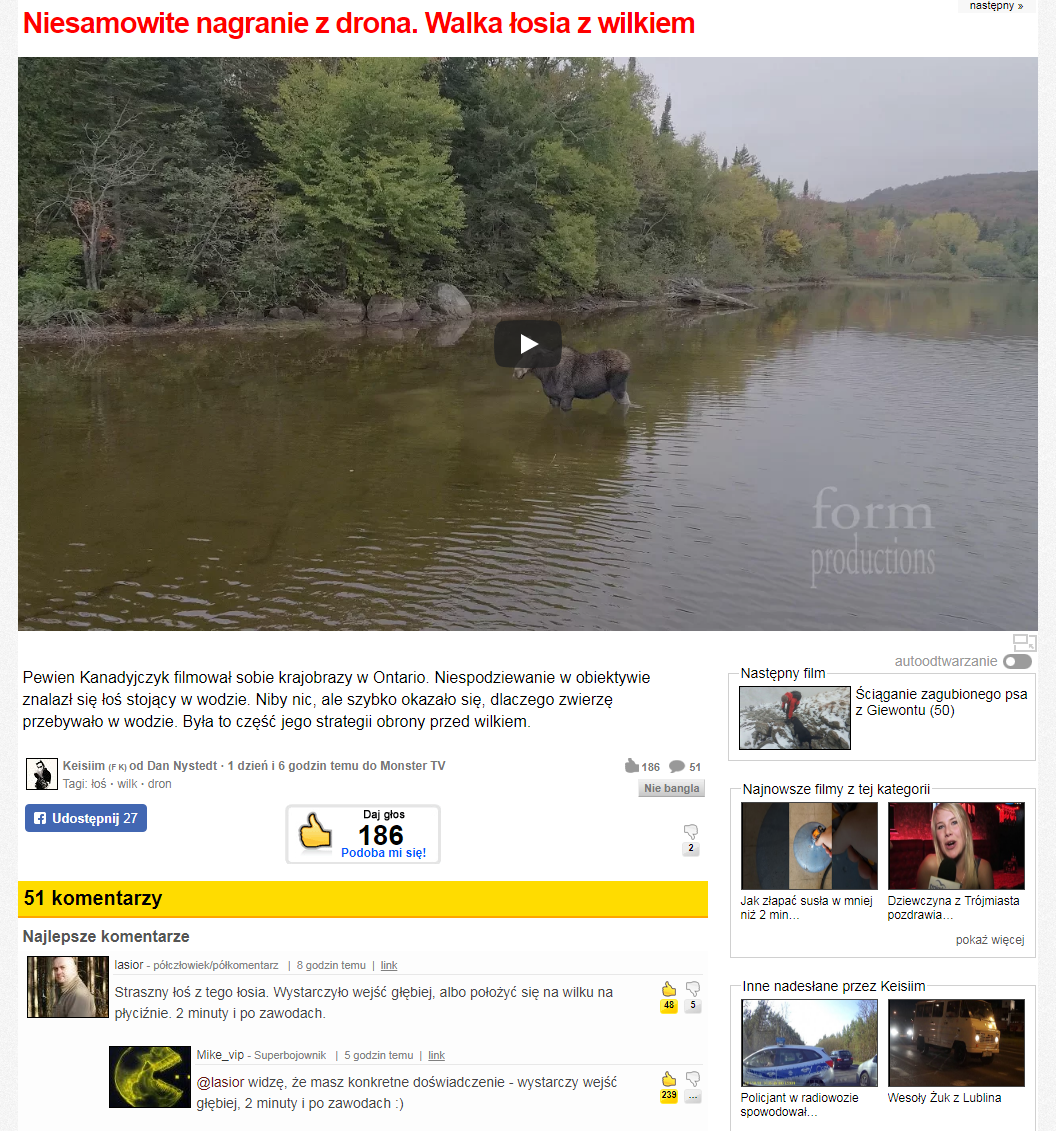 następny »
Niesamowite nagranie z drona. Walka łosia z wilkiem
form
productions
autoodtwarzanie
Pewien Kanadyjczyk filmował sobie krajobrazy w Ontario. Niespodziewanie w obiektywie
znalazł się łoś stojący w wodzie. Niby nic, ale szybko okazało się, dlaczego zwierzę
przebywało w wodzie. Była to część jego strategii obrony przed wilkiem.
Keisiim (F K) od Dan Nystedt · 1 dzień i 6 godzin temu do Monster TV
186 51
Tagi: łoś · wilk · dron
Nie bangla
Udostępnij 27
Daj głos
186
Podoba mi się!
2
51 komentarzy
Najlepsze komentarze
lasior - półczłowiek/półkomentarz | 8 godzin temu | link
Straszny łoś z tego łosia. Wystarczyło wejść głębiej, albo położyć się na wilku na
płyciźnie. 2 minuty i po zawodach.
48 5
Mike_vip - Superbojownik | 5 godzin temu | link
@lasior widzę, że masz konkretne doświadczenie - wystarczy wejść
głębiej, 2 minuty i po zawodach :)
239 ...
Następny film
Ściąganie zagubionego psa
z Giewontu (50)
Najnowsze filmy z tej kategorii
Jak złapać susła w mniej
niż 2 min…
Dziewczyna z Trójmiasta
pozdrawia…
pokaż więcej
Inne nadesłane przez Keisiim
Policjant w radiowozie
spowodował…
Wesoły Żuk z Lublina